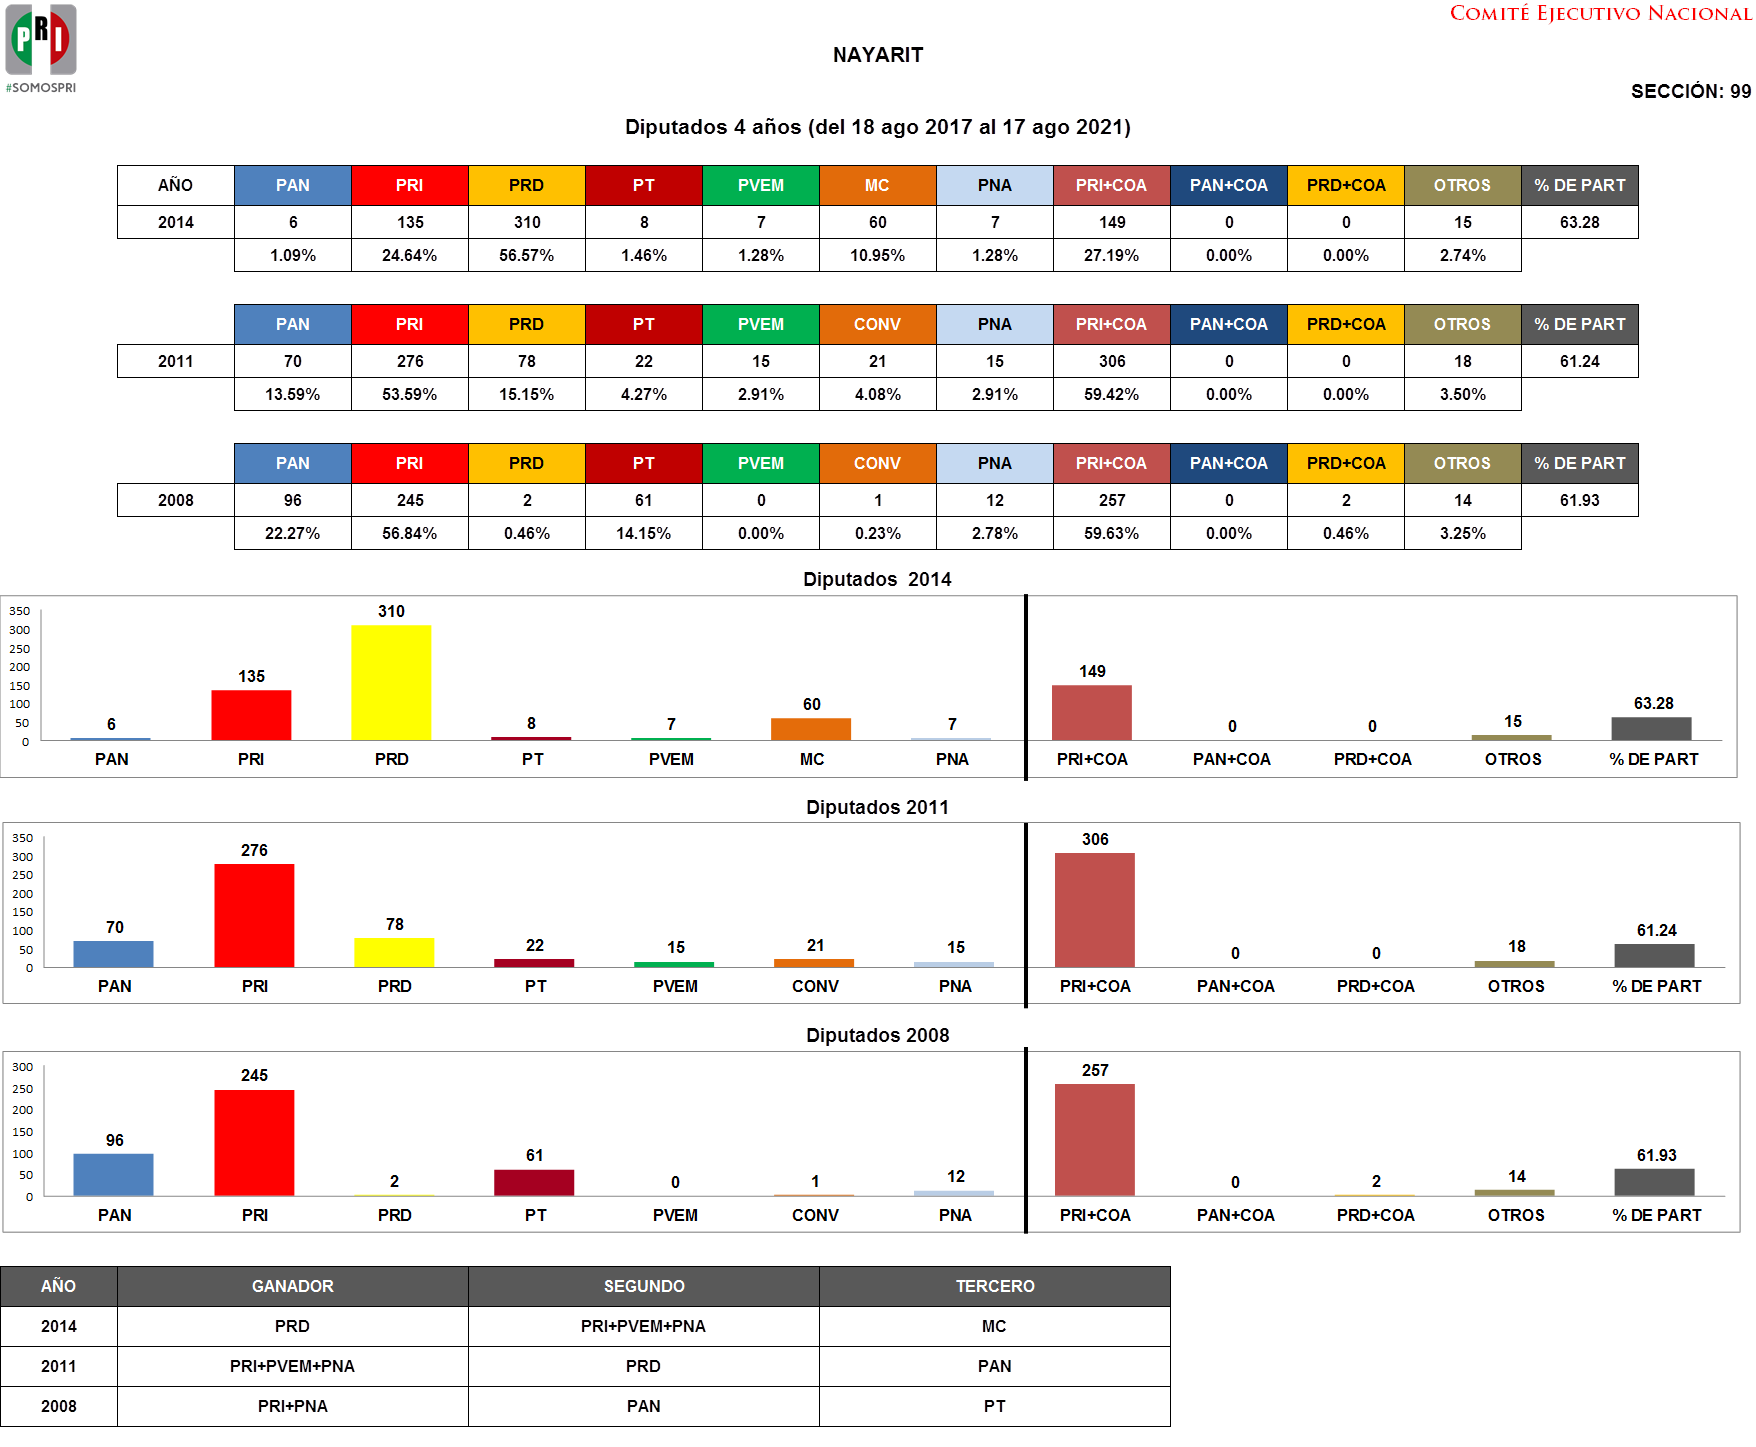 COMITÉ EJECUTIVO NACIONAL
PRI
#SOMOSPRI
NAYARIT
SECCIÓN: 99
Diputados 4 años (del 18 ago 2017 al 17 ago 2021)
AÑO PAN PRI PRD PT PVEM MC PNA PRI+COA PAN+COA PRD+COA OTROS % DE PART
2014 6 135 310 8 7 60 7 149 0 0 15 63.28
1.09% 24.64% 56.57% 1.46% 1.28% 10.95% 1.28% 27.19% 0.00% 0.00% 2.74%
PAN PRI PRD PT PVEM CONV PNA PRI+COA PAN+COA PRD+COA OTROS % DE PART
2011 70 276 78 22 15 21 15 306 0 0 18 61.24
13.59% 53.59% 15.15% 4.27% 2.91% 4.08% 2.91% 59.42% 0.00% 0.00% 3.50%
PAN PRI PRD PT PVEM CONV PNA PRI+COA PAN+COA PRD+COA OTROS % DE PART
2008 96 245 2 61 0 1 12 257 0 2 14 61.93
22.27% 56.84% 0.46% 14.15% 0.00% 0.23% 2.78% 59.63% 0.00% 0.46% 3.25%
Diputados 2014
350
300
250
200
150
100
50
0
6 135 310 8 7 60 7 149 0 0 15 63.28
PAN PRI PRD PT PVEM MC PNA PRI+COA PAN+COA PRD+COA OTROS % DE PART
Diputados 2011
350
300
250
200
150
100
50
0
70 276 78 22 15 21 15 306 0 0 18 61.24
PAN PRI PRD PT PVEM CONV PNA PRI+COA PAN+COA PRD+COA OTROS % DE PART
Diputados 2008
300
250
200
150
100
50
0
96 245 2 61 0 1 12 257 0 2 14 61.93
PAN PRI PRD PT PVEM CONV PNA PRI+COA PAN+COA PRD+COA OTROS % DE PART
AÑO GANADOR SEGUNDO TERCERO
2014 PRD PRI+PVEM+PNA MC
2011 PRI+PVEM+PNA PRD PAN
2008 PRI+PNA PAN PT